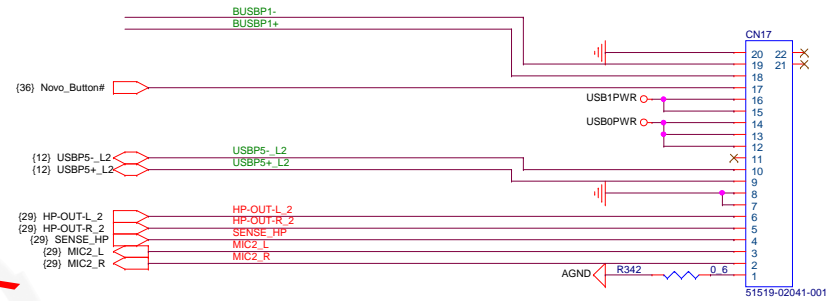 BUSBP1-
BUSBP1+
CN17
20 22
19 21
18
{36} Novo_Button# 17
USB1PWR 16
15
USB0PWR 14
13
12
11
{12} USBP5-_L2 USBP5-_L2 10
{12} USBP5+_L2 USBP5+_L2 9
8
7
{29} HP-OUT-L_2 HP-OUT-L_2 6
{29} HP-OUT-R_2 HP-OUT-R_2 5
{29} SENSE_HP SENSE_HP 4
{29} MIC2_L MIC2_L 3
{29} MIC2_R MIC2_R 2
AGND R342 0_6 1
51519-02041-001